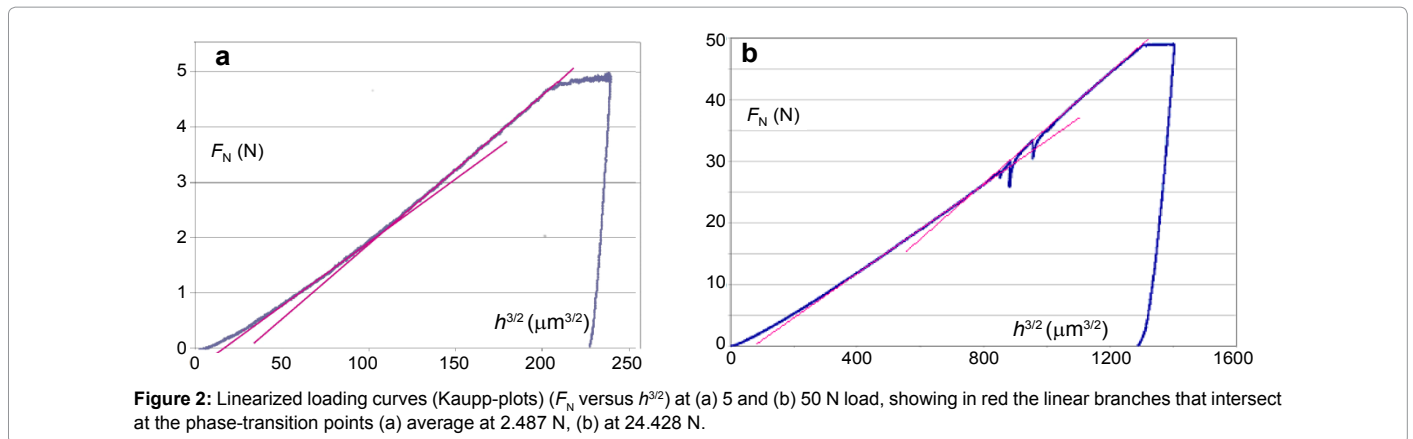 a
5
4
3
2
1
0
F_N (N)
h^3/2 (μm^3/2)
0 50 100 150 200 250
b
50
40
30
20
10
0
F_N (N)
h^3/2 (μm^3/2)
0 400 800 1200 1600
Figure 2: Linearized loading curves (Kaupp-plots) (F_N versus h^3/2) at (a) 5 and (b) 50 N load, showing in red the linear branches that intersect
at the phase-transition points (a) average at 2.487 N, (b) at 24.428 N.